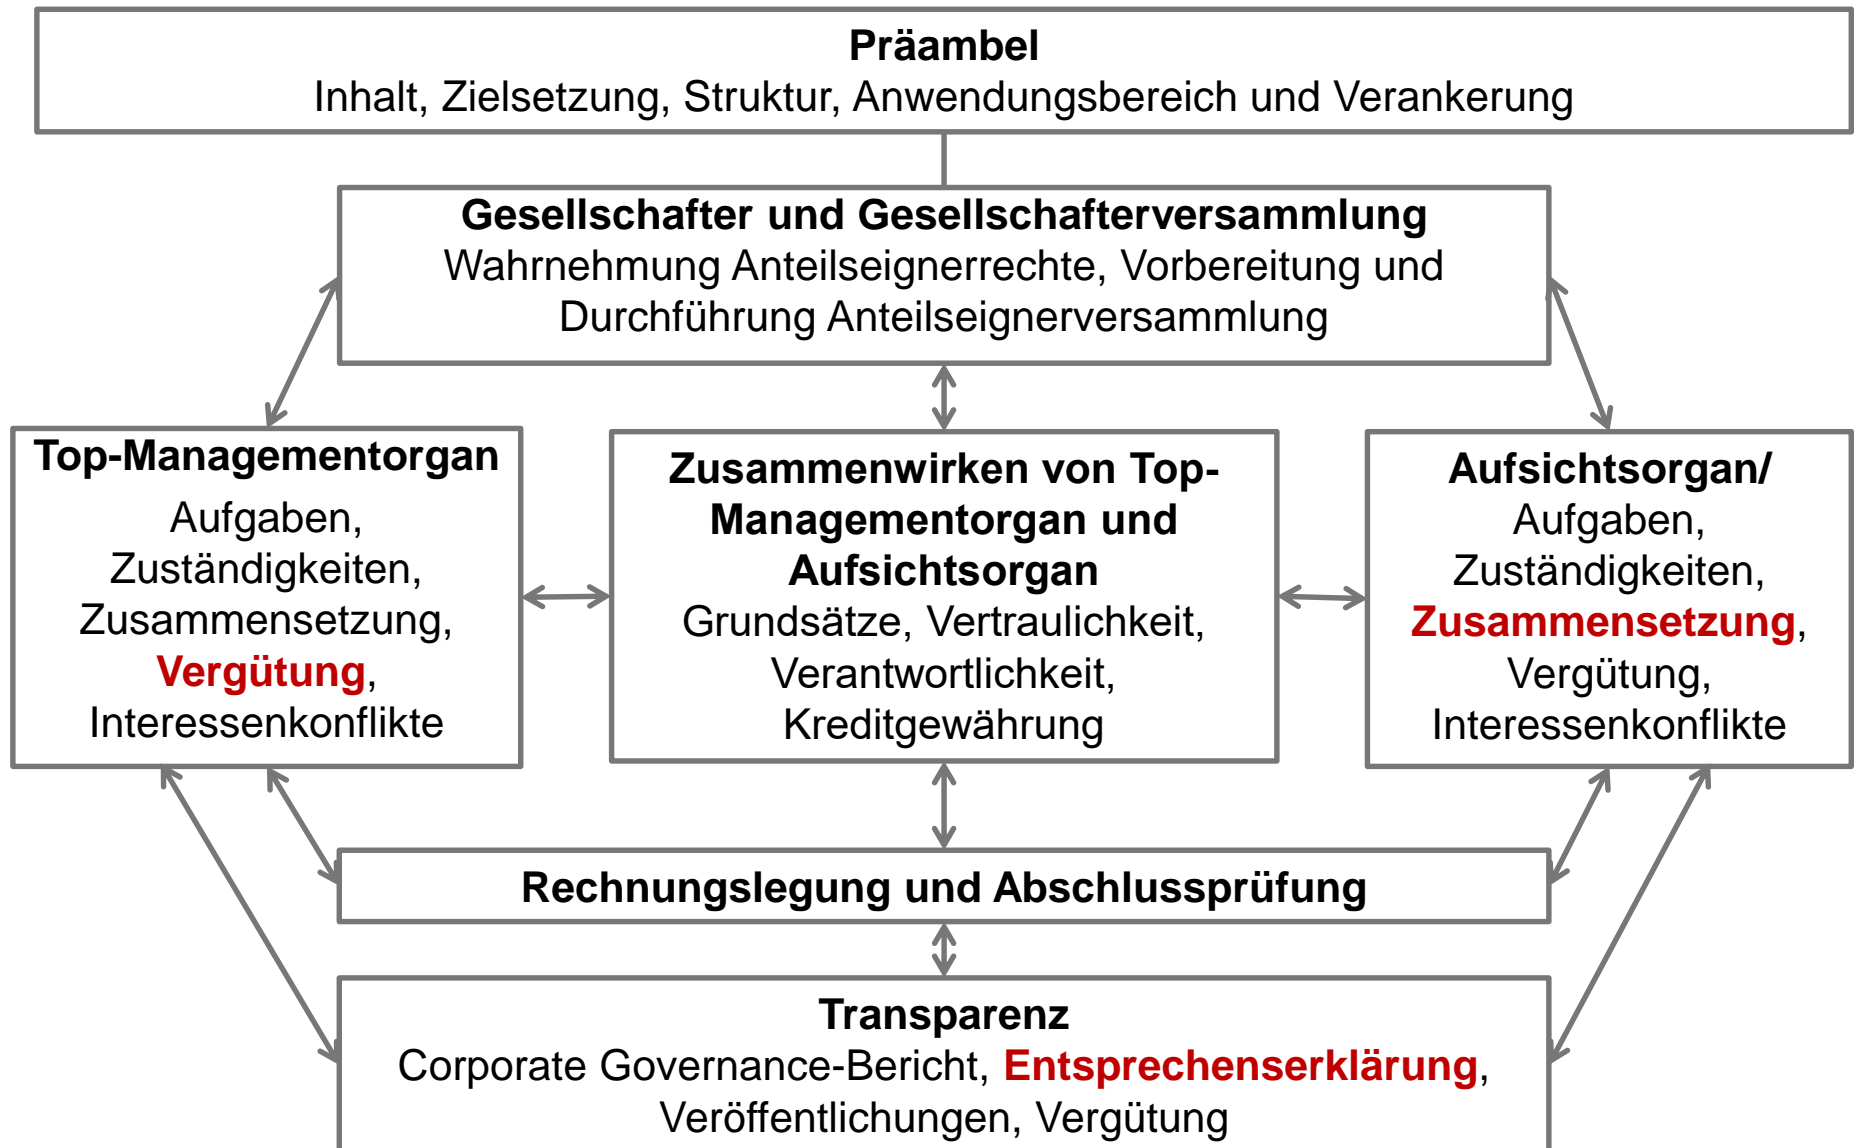 Präambel
Inhalt, Zielsetzung, Struktur, Anwendungsbereich und Verankerung
Gesellschafter und Gesellschafterversammlung
Wahrnehmung Anteilseignerrechte, Vorbereitung und
Durchführung Anteilseignerversammlung
Top-Managementorgan
Aufgaben,
Zuständigkeiten,
Zusammensetzung,
Vergütung,
Interessenkonflikte
Zusammenwirken von Top-
Managementorgan und
Aufsichtsorgan
Grundsätze, Vertraulichkeit,
Verantwortlichkeit,
Kreditgewährung
Aufsichtsorgan/
Aufgaben,
Zuständigkeiten,
Zusammensetzung,
Vergütung,
Interessenkonflikte
Rechnungslegung und Abschlussprüfung
Transparenz
Corporate Governance-Bericht, Entsprechenserklärung,
Veröffentlichungen, Vergütung